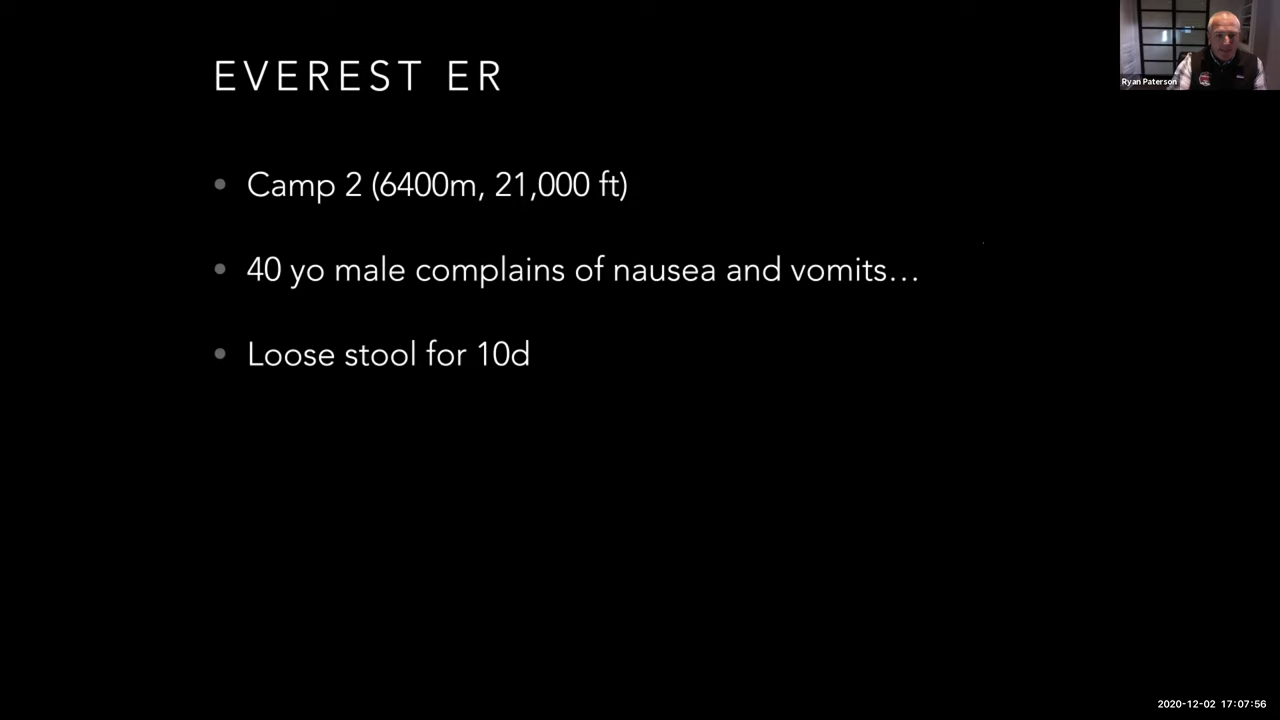 EVEREST ER
Ryan Paterson
• Camp 2 (6400m, 21,000 ft)
• 40 yo male complains of nausea and vomits…
• Loose stool for 10d
2020-12-02 17:07:56